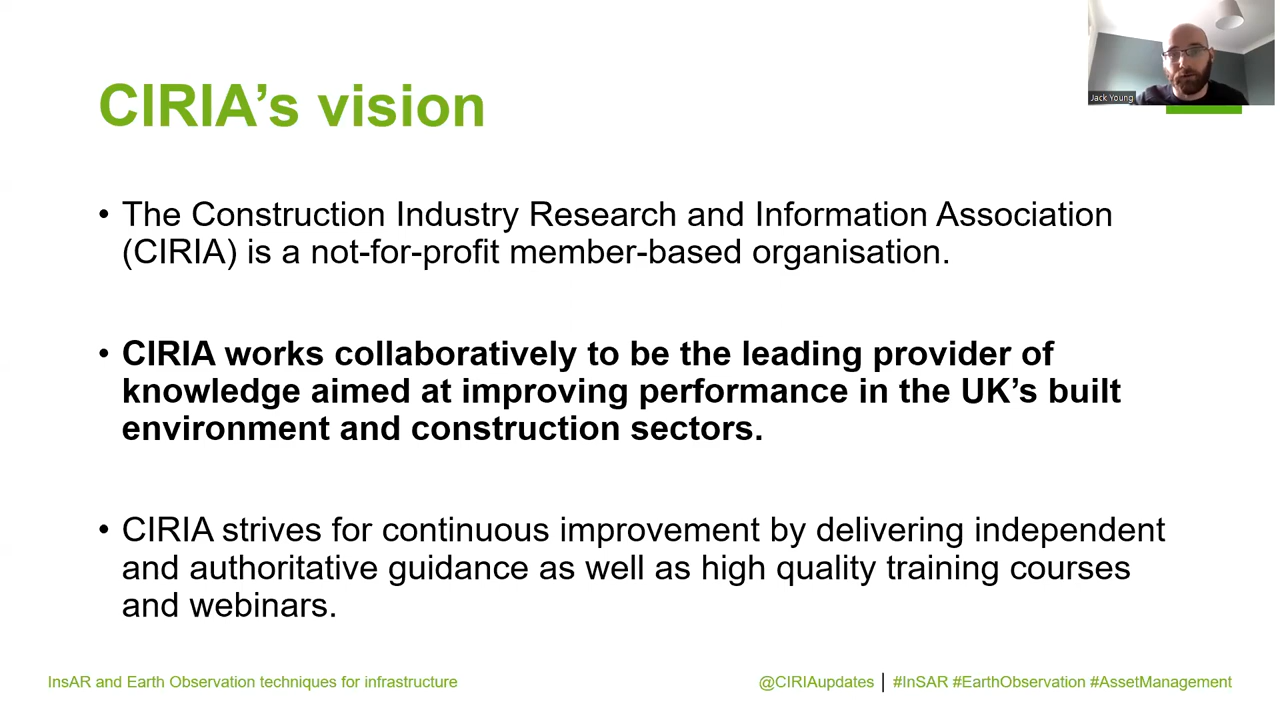 CIRIA’s vision
Jack Young
• The Construction Industry Research and Information Association
(CIRIA) is a not-for-profit member-based organisation.
• CIRIA works collaboratively to be the leading provider of
knowledge aimed at improving performance in the UK’s built
environment and construction sectors.
• CIRIA strives for continuous improvement by delivering independent
and authoritative guidance as well as high quality training courses
and webinars.
InsAR and Earth Observation techniques for infrastructure
@CIRIAupdates | #InSAR #EarthObservation #AssetManagement